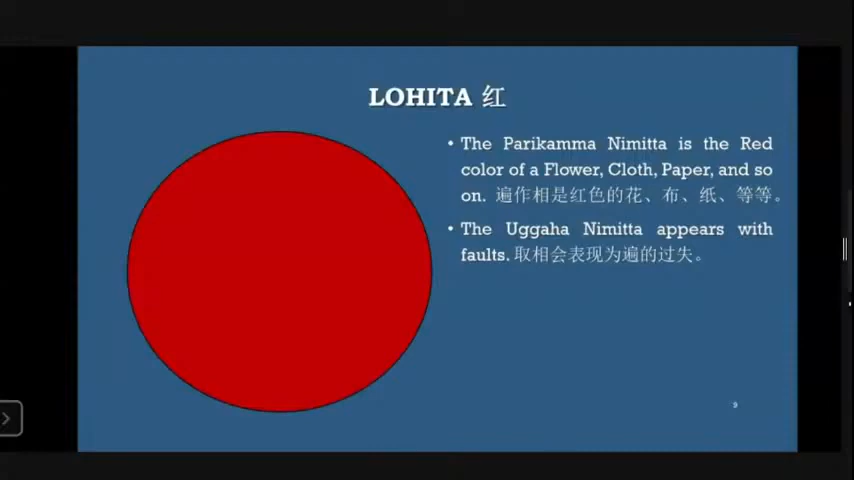 LOHITA 红
• The Parikamma Nimitta is the Red
color of a Flower, Cloth, Paper, and so
on. 遍作相是红色的花、布、纸、等等。
• The Uggaha Nimitta appears with
faults. 取相会表现为遍的过失。
9